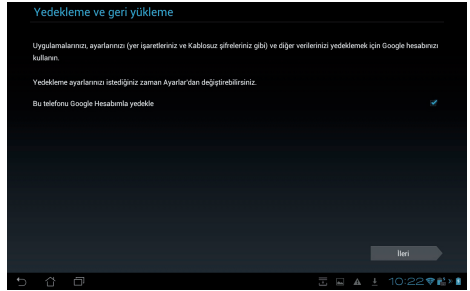 Yedekleme ve geri yükleme
Uygulamalarınızı, ayarlarınızı (yer işaretleriniz ve Kablosuz şifreleriniz gibi) ve diğer verilerinizi yedeklemek için Google hesabınızı
kullanın.
Yedekleme ayarlarınızı istediğiniz zaman Ayarlar'dan değiştirebilirsiniz.
Bu telefonu Google Hesabımla yedekle
İleri
10:22